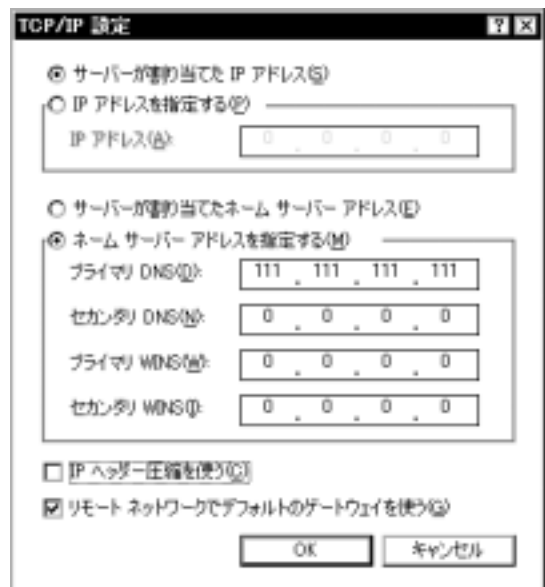 TCP/IP 設定
サーバーが割り当てた IP アドレス(S)
IP アドレスを指定する(P)
IP アドレス(A):  0 . 0 . 0 . 0
サーバーが割り当てたネーム サーバー アドレス(E)
ネーム サーバー アドレスを指定する(M)
プライマリ DNS(D):  111 . 111 . 111 . 111
セカンダリ DNS(N):  0 . 0 . 0 . 0
プライマリ WINS(W):  0 . 0 . 0 . 0
セカンダリ WINS(I):  0 . 0 . 0 . 0
IP ヘッダー圧縮を使う(C)
リモート ネットワークでデフォルトのゲートウェイを使う(G)
OK  キャンセル